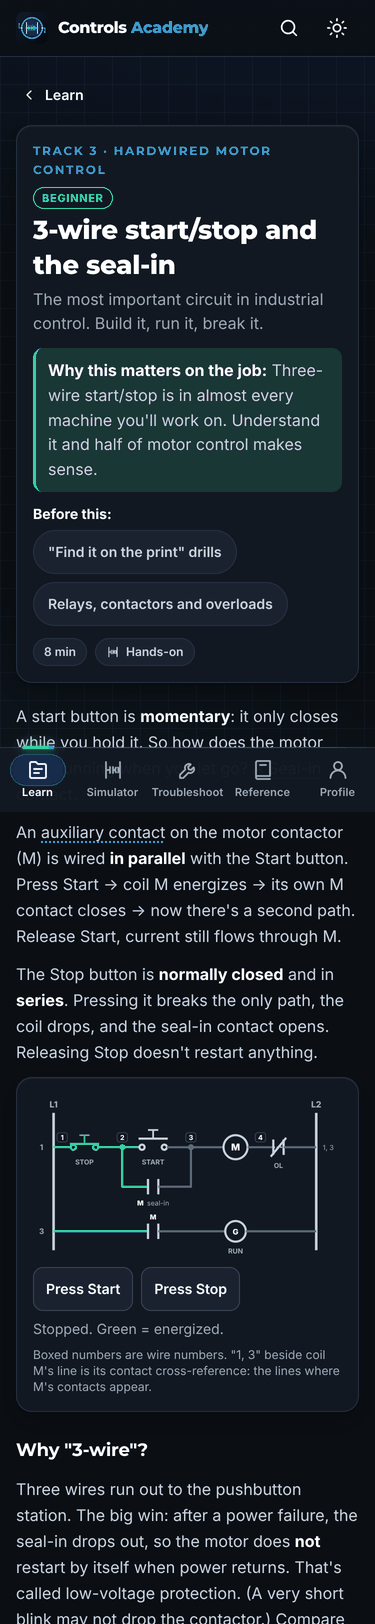 Controls Academy
Learn
TRACK 3 · HARDWIRED MOTOR
CONTROL
BEGINNER
3-wire start/stop and
the seal-in
The most important circuit in industrial
control. Build it, run it, break it.
Why this matters on the job: Three-
wire start/stop is in almost every
machine you'll work on. Understand
it and half of motor control makes
sense.
Before this:
"Find it on the print" drills
Relays, contactors and overloads
8 min
Hands-on
A start button is momentary: it only closes
while you hold it. So how does the motor
Learn
Simulator
Troubleshoot
Reference
Profile
An auxiliary contact on the motor contactor
(M) is wired in parallel with the Start button.
Press Start → coil M energizes → its own M
contact closes → now there's a second path.
Release Start, current still flows through M.
The Stop button is normally closed and in
series. Pressing it breaks the only path, the
coil drops, and the seal-in contact opens.
Releasing Stop doesn't restart anything.
L1
L2
1
1
2
3
M
4
1, 3
STOP
START
OL
M seal-in
M
3
G
RUN
Press Start
Press Stop
Stopped. Green = energized.
Boxed numbers are wire numbers. "1, 3" beside coil
M's line is its contact cross-reference: the lines where
M's contacts appear.
Why "3-wire"?
Three wires run out to the pushbutton
station. The big win: after a power failure, the
seal-in drops out, so the motor does not
restart by itself when power returns. That's
called low-voltage protection. (A very short
blink may not drop the contactor.) Compare